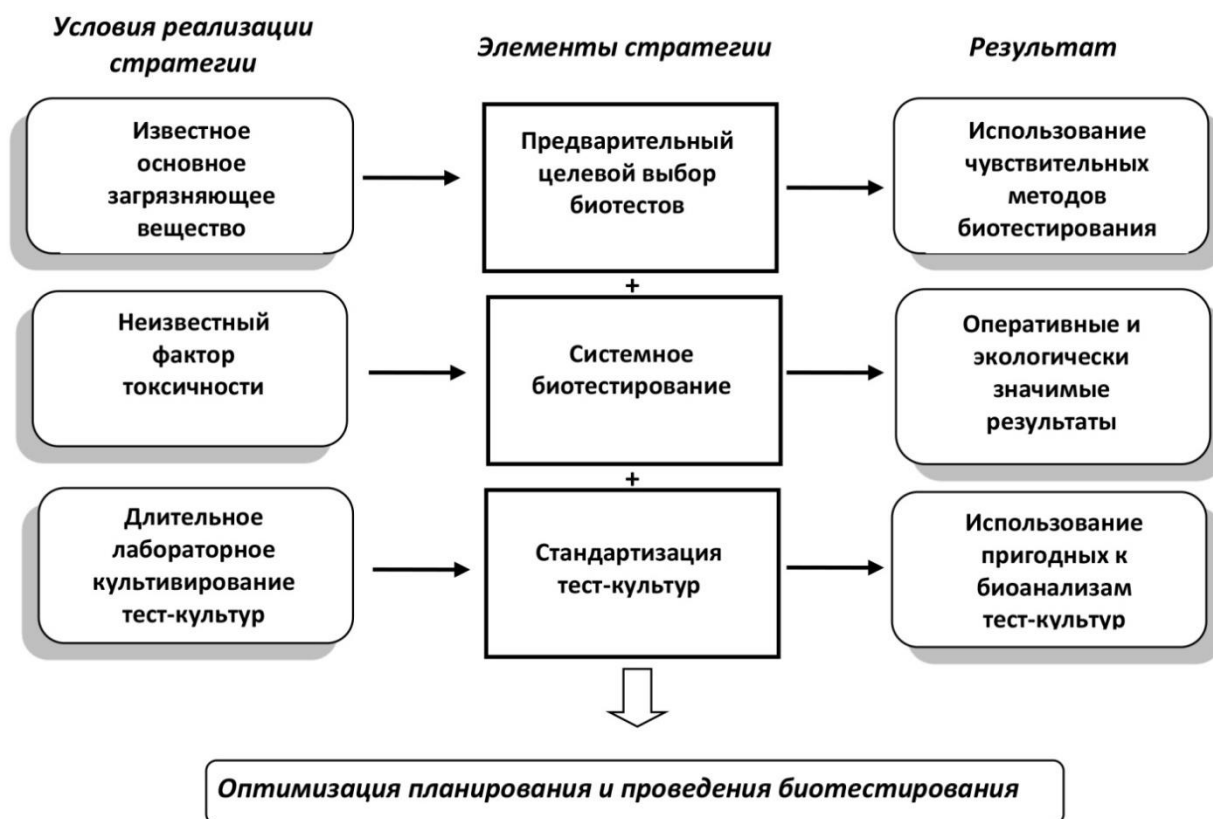 Условия реализации
стратегии
Элементы стратегии
Результат
Известное
основное
загрязняющее
вещество
Предварительный
целевой выбор
биотестов
Использование
чувствительных
методов
биотестирования
+
Неизвестный
фактор
токсичности
Системное
биотестирование
Оперативные и
экологически
значимые
результаты
+
Длительное
лабораторное
культивирование
тест-культур
Стандартизация
тест-культур
Использование
пригодных к
биоанализам
тест-культур
Оптимизация планирования и проведения биотестирования